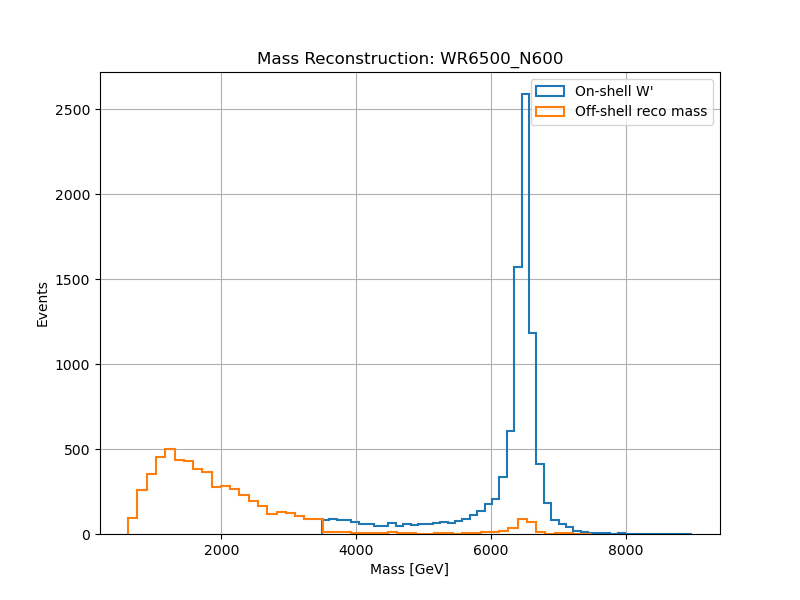 Mass Reconstruction: WR6500_N600
On-shell W'
Off-shell reco mass
2500
2000
1500
1000
500
0
Events
2000
4000
6000
8000
Mass [GeV]